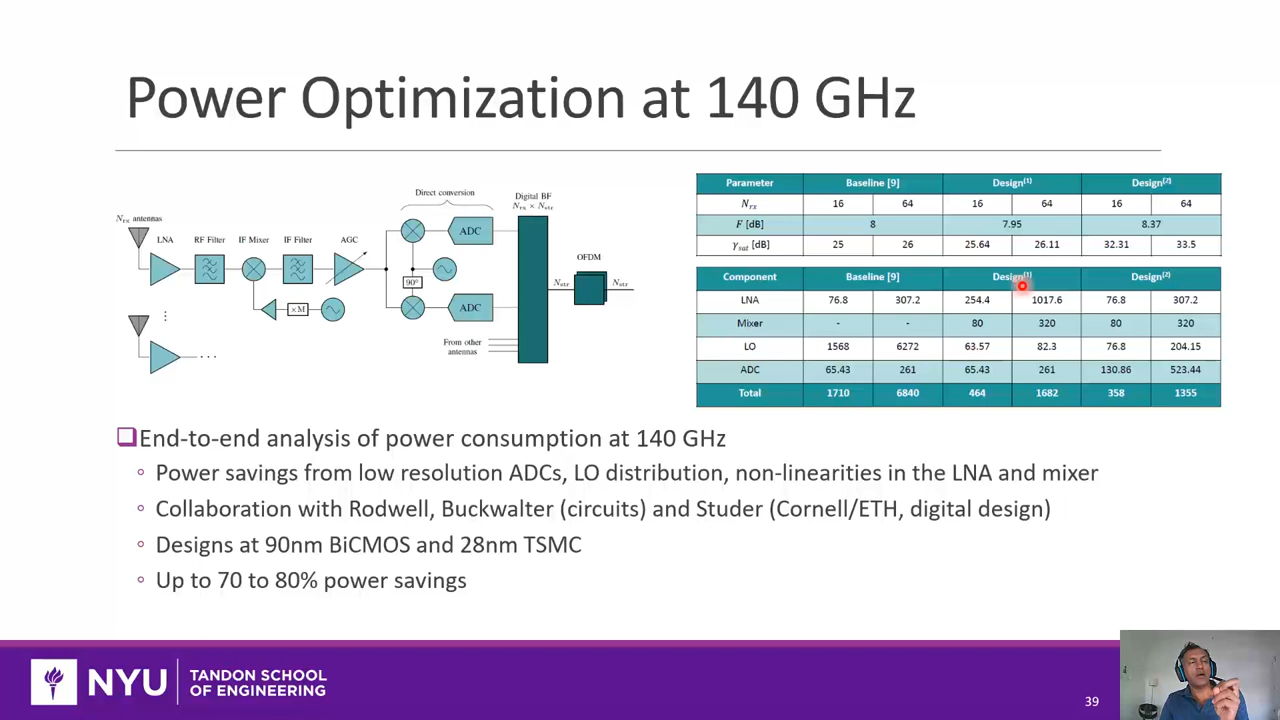 Power Optimization at 140 GHz
Direct conversion
Digital BF
N_rx × N_str
N_rx antennas
LNA
RF Filter
IF Mixer
IF Filter
AGC
ADC
OFDM
90°
N_str
N_str
×M
ADC
From other
antennas
Parameter Baseline [9] Design[1] Design[2]
N_rx 16 64 16 64 16 64
F [dB] 8 7.95 8.37
γ_sat [dB] 25 26 25.64 26.11 32.31 33.5
Component Baseline [9] Design[1] Design[2]
LNA 76.8 307.2 254.4 1017.6 76.8 307.2
Mixer - - 80 320 80 320
LO 1568 6272 63.57 82.3 76.8 204.15
ADC 65.43 261 65.43 261 130.86 523.44
Total 1710 6840 464 1682 358 1355
End-to-end analysis of power consumption at 140 GHz
Power savings from low resolution ADCs, LO distribution, non-linearities in the LNA and mixer
Collaboration with Rodwell, Buckwalter (circuits) and Studer (Cornell/ETH, digital design)
Designs at 90nm BiCMOS and 28nm TSMC
Up to 70 to 80% power savings
NYU
TANDON SCHOOL
OF ENGINEERING
39